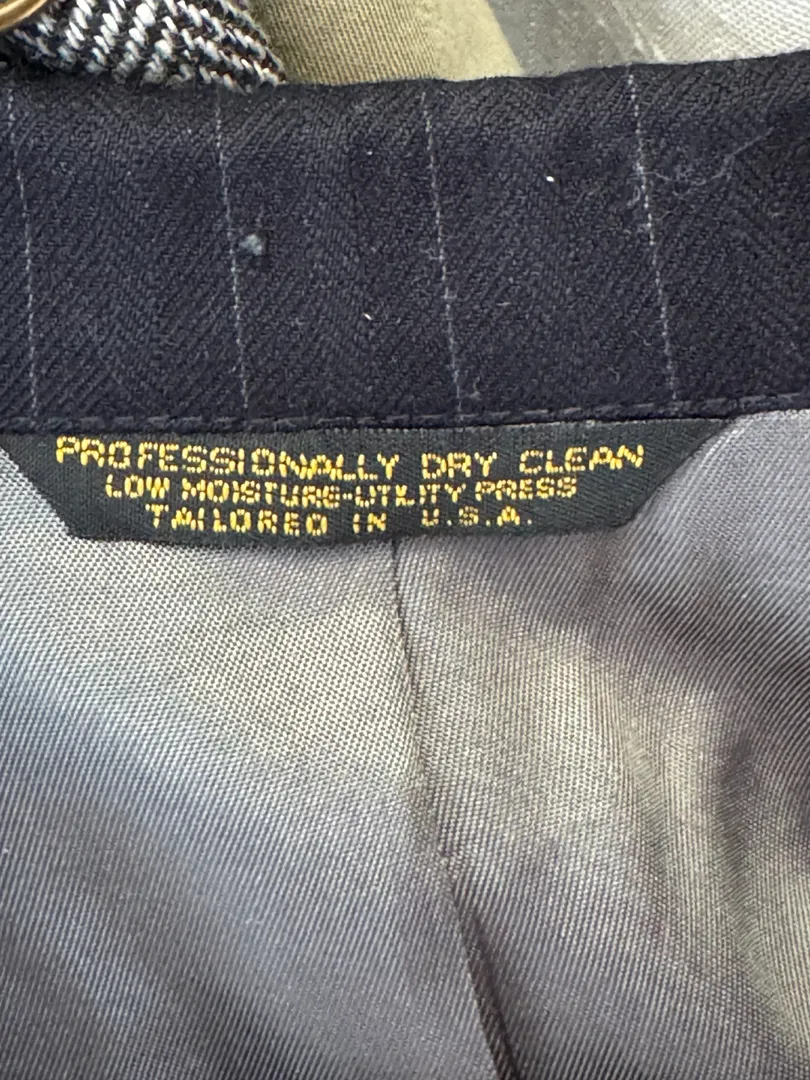 PROFESSIONALLY DRY CLEAN
LOW MOISTURE-UTILITY PRESS
TAILORED IN U.S.A.